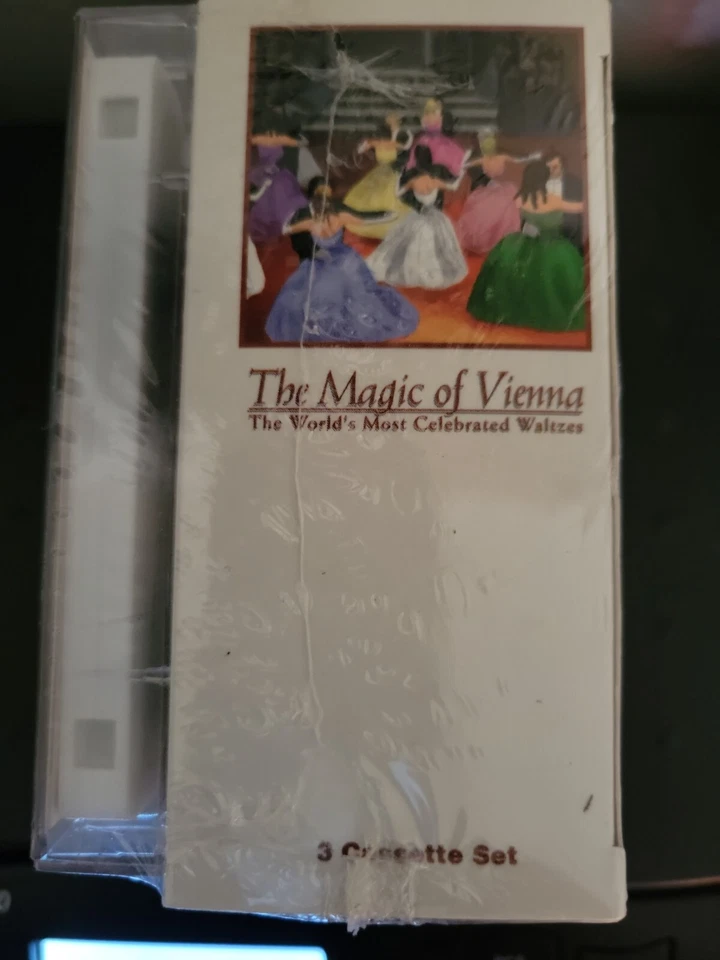 The Magic of Vienna
The World's Most Celebrated Waltzes
3 Cassette Set